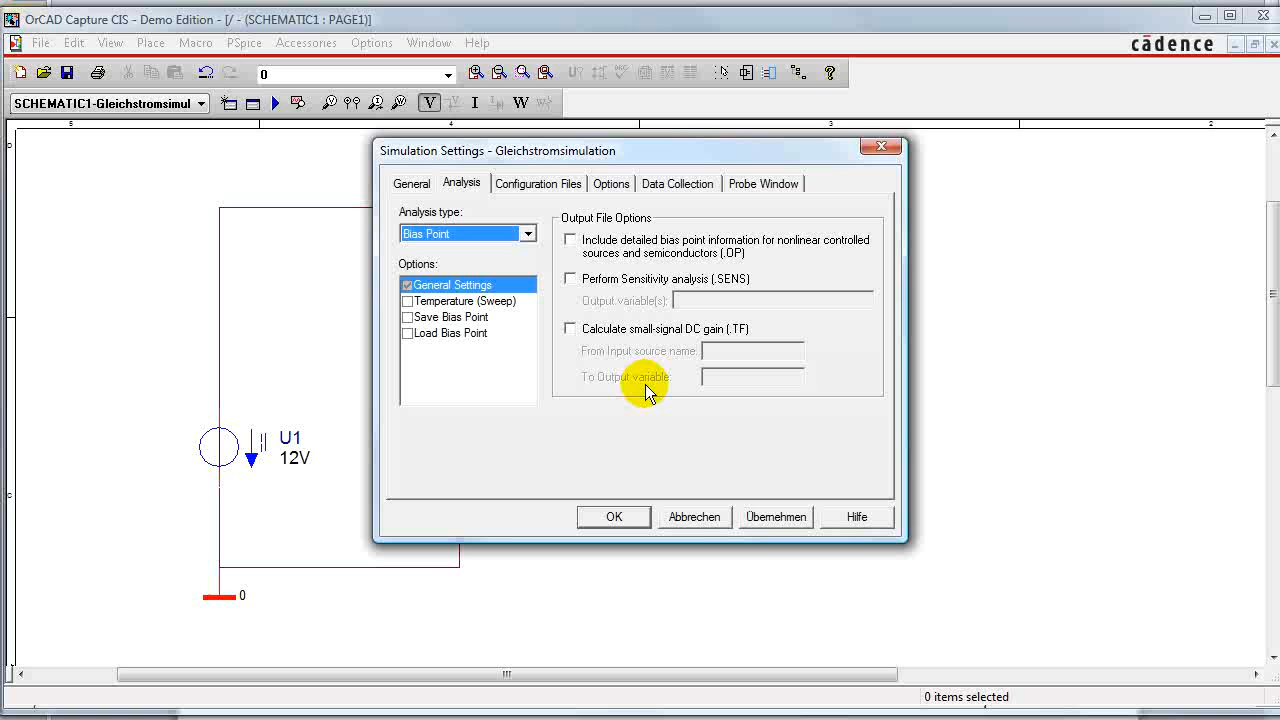 OrCAD Capture CIS - Demo Edition - [/ - (SCHEMATIC1 : PAGE1)]
File Edit View Place Macro PSpice Accessories Options Window Help
cādence
0
SCHEMATIC1-Gleichstromsimul
V I W
5 4 3 2
Simulation Settings - Gleichstromsimulation
General Analysis Configuration Files Options Data Collection Probe Window
Analysis type:
Bias Point
Options:
General Settings
Temperature (Sweep)
Save Bias Point
Load Bias Point
Output File Options
Include detailed bias point information for nonlinear controlled
sources and semiconductors (.OP)
Perform Sensitivity analysis (.SENS)
Output variable(s):
Calculate small-signal DC gain (.TF)
From Input source name:
To Output variable:
OK Abbrechen Übernehmen Hilfe
U1
12V
0
D
C
0 items selected